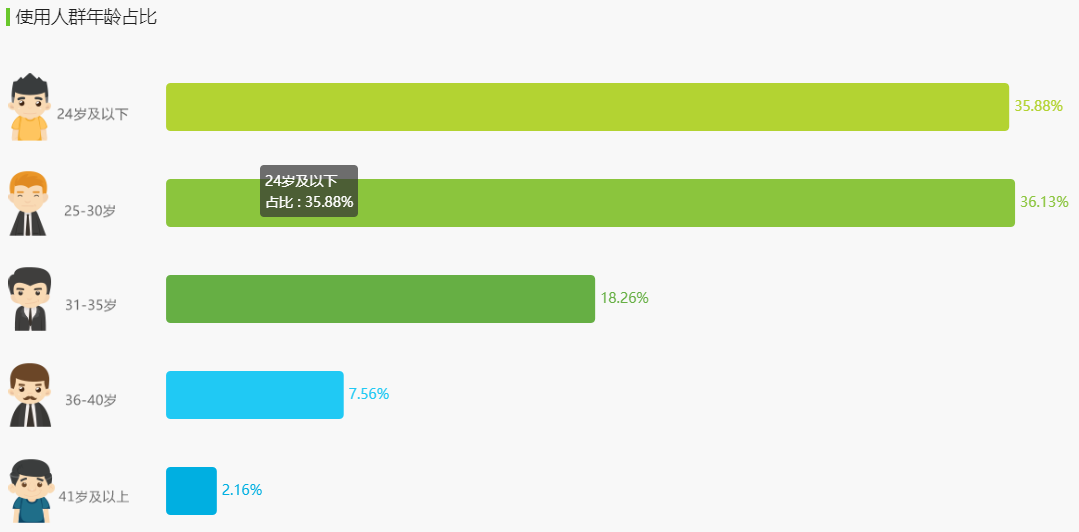 使用人群年龄占比
24岁及以下
35.88%
24岁及以下
占比 : 35.88%
25-30岁
36.13%
31-35岁
18.26%
36-40岁
7.56%
41岁及以上
2.16%